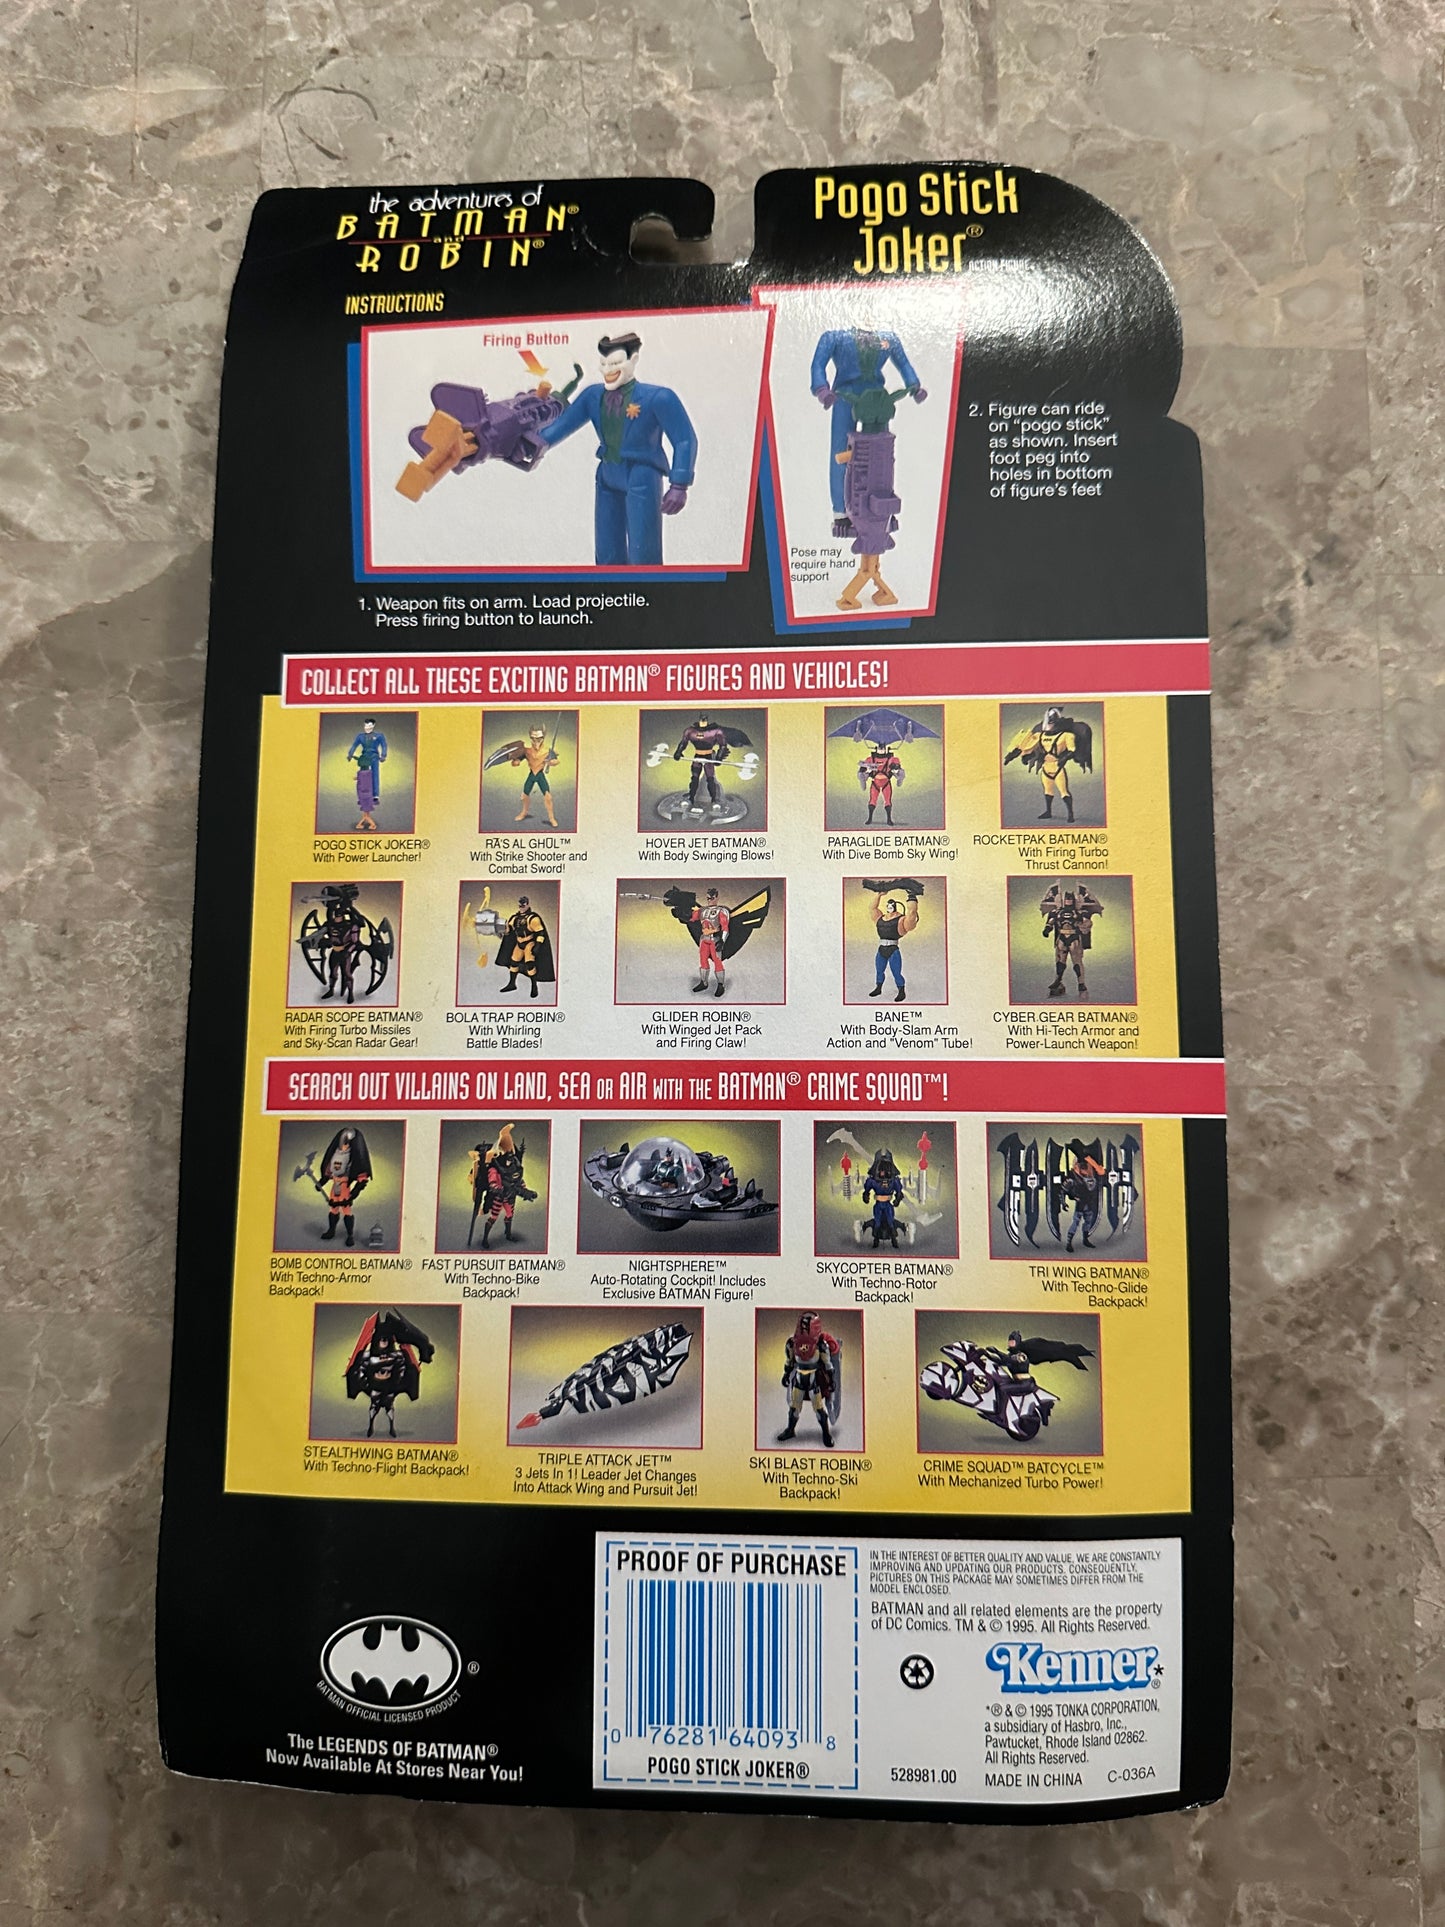 the adventures of
BATMAN®
and
ROBIN®
Pogo Stick
Joker®
ACTION FIGURE
INSTRUCTIONS
Firing Button
1. Weapon fits on arm. Load projectile.
Press firing button to launch.
Pose may
require hand
support
2. Figure can ride
on "pogo stick"
as shown. Insert
foot peg into
holes in bottom
of figure's feet
COLLECT ALL THESE EXCITING BATMAN® FIGURES AND VEHICLES!
POGO STICK JOKER®
With Power Launcher!
RĀ'S AL GHŪL™
With Strike Shooter and
Combat Sword!
HOVER JET BATMAN®
With Body Swinging Blows!
PARAGLIDE BATMAN®
With Dive Bomb Sky Wing!
ROCKETPAK BATMAN®
With Firing Turbo
Thrust Cannon!
RADAR SCOPE BATMAN®
With Firing Turbo Missiles
and Sky-Scan Radar Gear!
BOLA TRAP ROBIN®
With Whirling
Battle Blades!
GLIDER ROBIN®
With Winged Jet Pack
and Firing Claw!
BANE™
With Body-Slam Arm
Action and "Venom" Tube!
CYBER GEAR BATMAN®
With Hi-Tech Armor and
Power-Launch Weapon!
SEARCH OUT VILLAINS ON LAND, SEA OR AIR WITH THE BATMAN® CRIME SQUAD™!
BOMB CONTROL BATMAN®
With Techno-Armor
Backpack!
FAST PURSUIT BATMAN®
With Techno-Bike
Backpack!
NIGHTSPHERE™
Auto-Rotating Cockpit! Includes
Exclusive BATMAN Figure!
SKYCOPTER BATMAN®
With Techno-Rotor
Backpack!
TRI WING BATMAN®
With Techno-Glide
Backpack!
STEALTHWING BATMAN®
With Techno-Flight Backpack!
TRIPLE ATTACK JET™
3 Jets In 1! Leader Jet Changes
Into Attack Wing and Pursuit Jet!
SKI BLAST ROBIN®
With Techno-Ski
Backpack!
CRIME SQUAD™ BATCYCLE™
With Mechanized Turbo Power!
®
BATMAN OFFICIAL LICENSED PRODUCT
The LEGENDS OF BATMAN®
Now Available At Stores Near You!
PROOF OF PURCHASE
0 76281 64093 8
POGO STICK JOKER®
IN THE INTEREST OF BETTER QUALITY AND VALUE, WE ARE CONSTANTLY
IMPROVING AND UPDATING OUR PRODUCTS. CONSEQUENTLY,
PICTURES ON THIS PACKAGE MAY SOMETIMES DIFFER FROM THE
MODEL ENCLOSED.
BATMAN and all related elements are the property
of DC Comics. TM & © 1995. All Rights Reserved.
Kenner®*
*® & © 1995 TONKA CORPORATION,
a subsidiary of Hasbro, Inc.,
Pawtucket, Rhode Island 02862.
All Rights Reserved.
528981.00 MADE IN CHINA C-036A